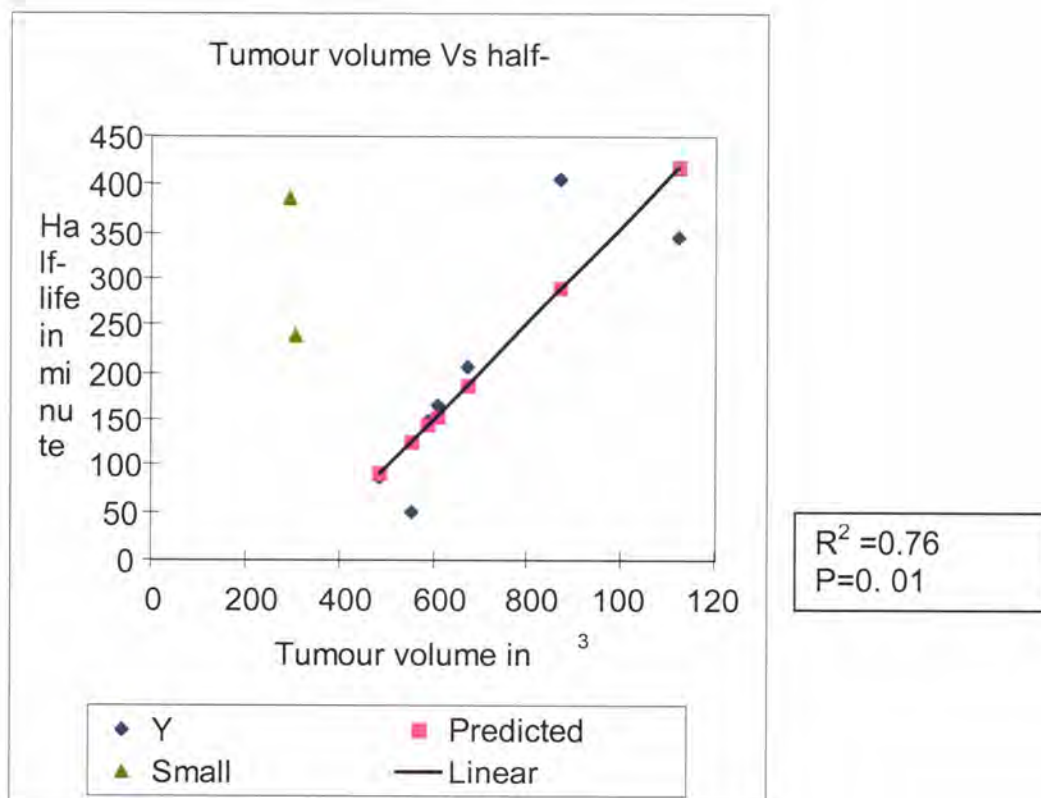 Tumour volume Vs half-
Ha
lf-
life
in
mi
nu
te
450
400
350
300
250
200
150
100
50
0
0 200 400 600 800 100 120
Tumour volume in 3
Y Predicted
Small Linear
R2 =0.76
P=0. 01